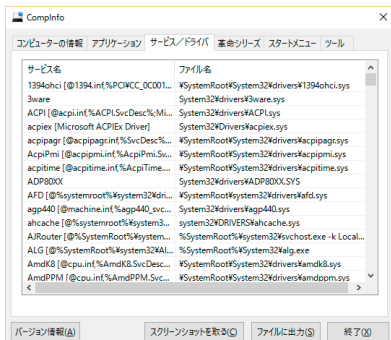 CompInfo
コンピューターの情報 アプリケーション サービス／ドライバ 革命シリーズ スタートメニュー ツール
サービス名 ファイル名
1394ohci [@1394.inf,%PCI¥CC_0C001... ¥SystemRoot¥System32¥drivers¥1394ohci.sys
3ware System32¥drivers¥3ware.sys
ACPI [@acpi.inf,%ACPI.SvcDesc%;Mi... System32¥drivers¥ACPI.sys
acpiex [Microsoft ACPIEx Driver] System32¥Drivers¥acpiex.sys
acpipagr [@acpipagr.inf,%SvcDesc%... ¥SystemRoot¥System32¥drivers¥acpipagr.sys
AcpiPmi [@acpipmi.inf,%AcpiPmi.Sv... ¥SystemRoot¥System32¥drivers¥acpipmi.sys
acpitime [@acpitime.inf,%AcpiTime.... ¥SystemRoot¥System32¥drivers¥acpitime.sys
ADP80XX System32¥drivers¥ADP80XX.SYS
AFD [@%systemroot%¥system32¥dri... ¥SystemRoot¥system32¥drivers¥afd.sys
agp440 [@machine.inf,%agp440_svc... System32¥drivers¥agp440.sys
ahcache [@%systemroot%¥system3... system32¥DRIVERS¥ahcache.sys
AJRouter [@%SystemRoot%¥system... %SystemRoot%¥system32¥svchost.exe -k Local...
ALG [@%SystemRoot%¥system32¥Al... %SystemRoot%¥System32¥alg.exe
AmdK8 [@cpu.inf,%AmdK8.SvcDesc... ¥SystemRoot¥System32¥drivers¥amdk8.sys
AmdPPM [@cpu.inf,%AmdPPM.Svc... ¥SystemRoot¥System32¥drivers¥amdppm.sys
バージョン情報(A) スクリーンショットを取る(C) ファイルに出力(S) 終了(X)